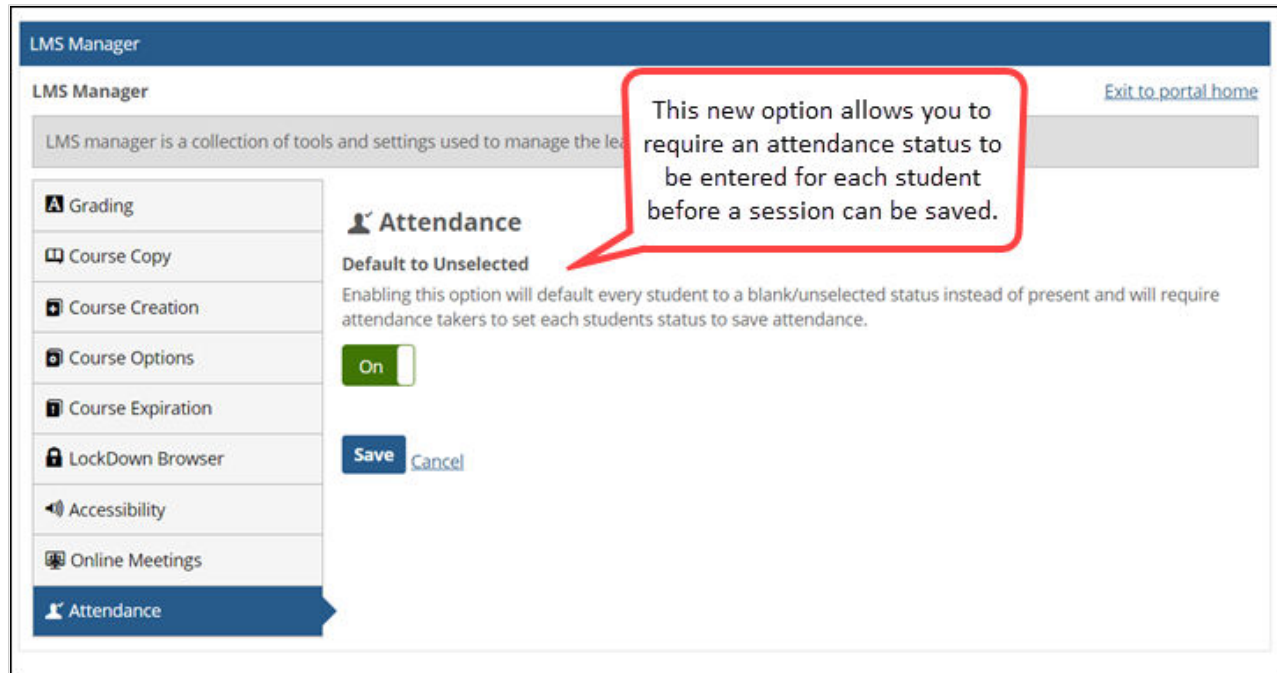 LMS Manager
LMS Manager
Exit to portal home
LMS manager is a collection of tools and settings used to manage the
This new option allows you to
require an attendance status to
be entered for each student
before a session can be saved.
Grading
Course Copy
Course Creation
Course Options
Course Expiration
LockDown Browser
Accessibility
Online Meetings
Attendance
Attendance
Default to Unselected
Enabling this option will default every student to a blank/unselected status instead of present and will require
attendance takers to set each students status to save attendance.
On
Save Cancel